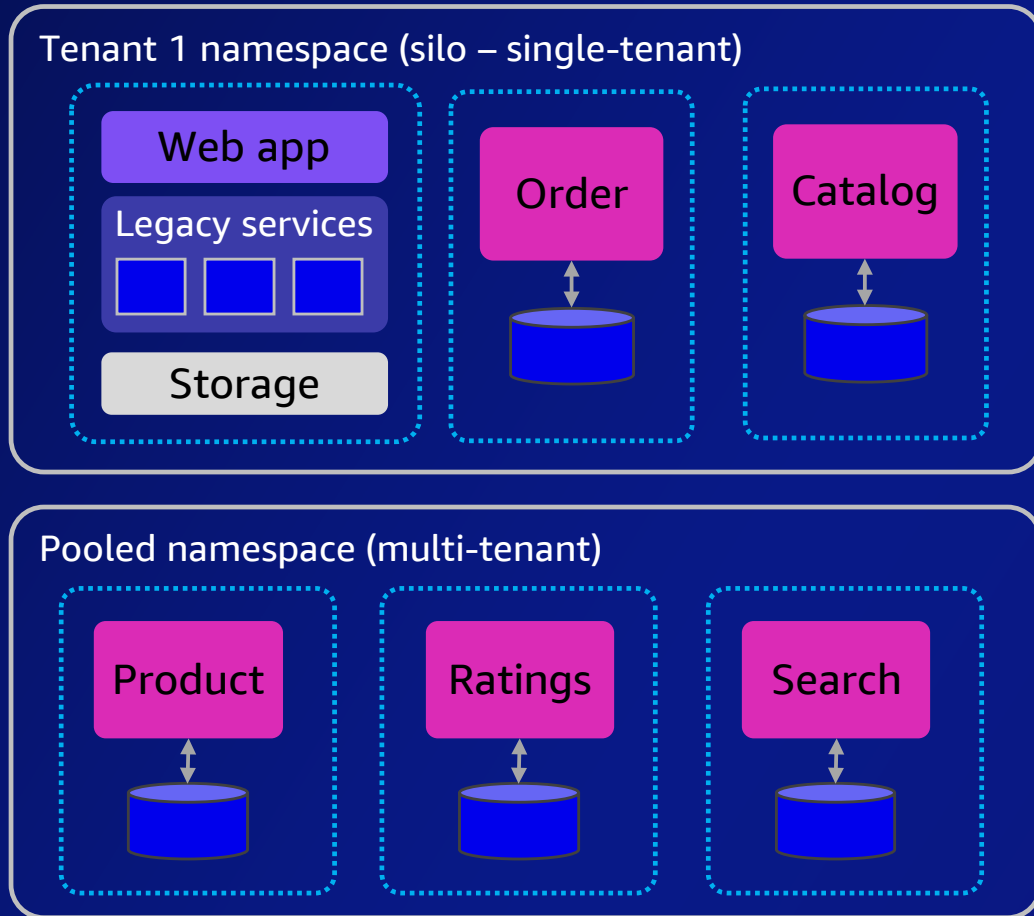 Tenant 1 namespace (silo – single-tenant)
Web app
Legacy services
Storage
Order
Catalog
Pooled namespace (multi-tenant)
Product
Ratings
Search